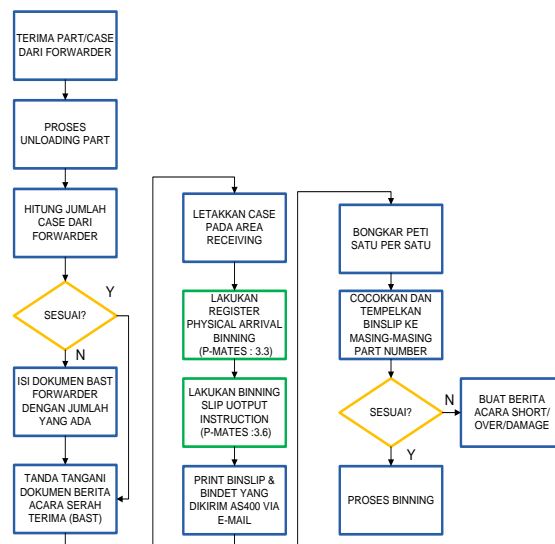 TERIMA PART/CASE
DARI FORWARDER
PROSES
UNLOADING PART
HITUNG JUMLAH
CASE DARI
FORWARDER
SESUAI?
Y
N
ISI DOKUMEN BAST
FORWARDER
DENGAN JUMLAH
YANG ADA
TANDA TANGANI
DOKUMEN BERITA
ACARA SERAH
TERIMA (BAST)
LETAKKAN CASE
PADA AREA
RECEIVING
LAKUKAN
REGISTER
PHYSICAL ARRIVAL
BINNING
(P-MATES : 3.3)
LAKUKAN BINNING
SLIP UOTPUT
INSTRUCTION
(P-MATES :3.6)
PRINT BINSLIP &
BINDET YANG
DIKIRIM AS400 VIA
E-MAIL
BONGKAR PETI
SATU PER SATU
COCOKKAN DAN
TEMPELKAN
BINSLIP KE
MASING-MASING
PART NUMBER
SESUAI?
N
Y
BUAT BERITA
ACARA SHORT/
OVER/DAMAGE
PROSES BINNING